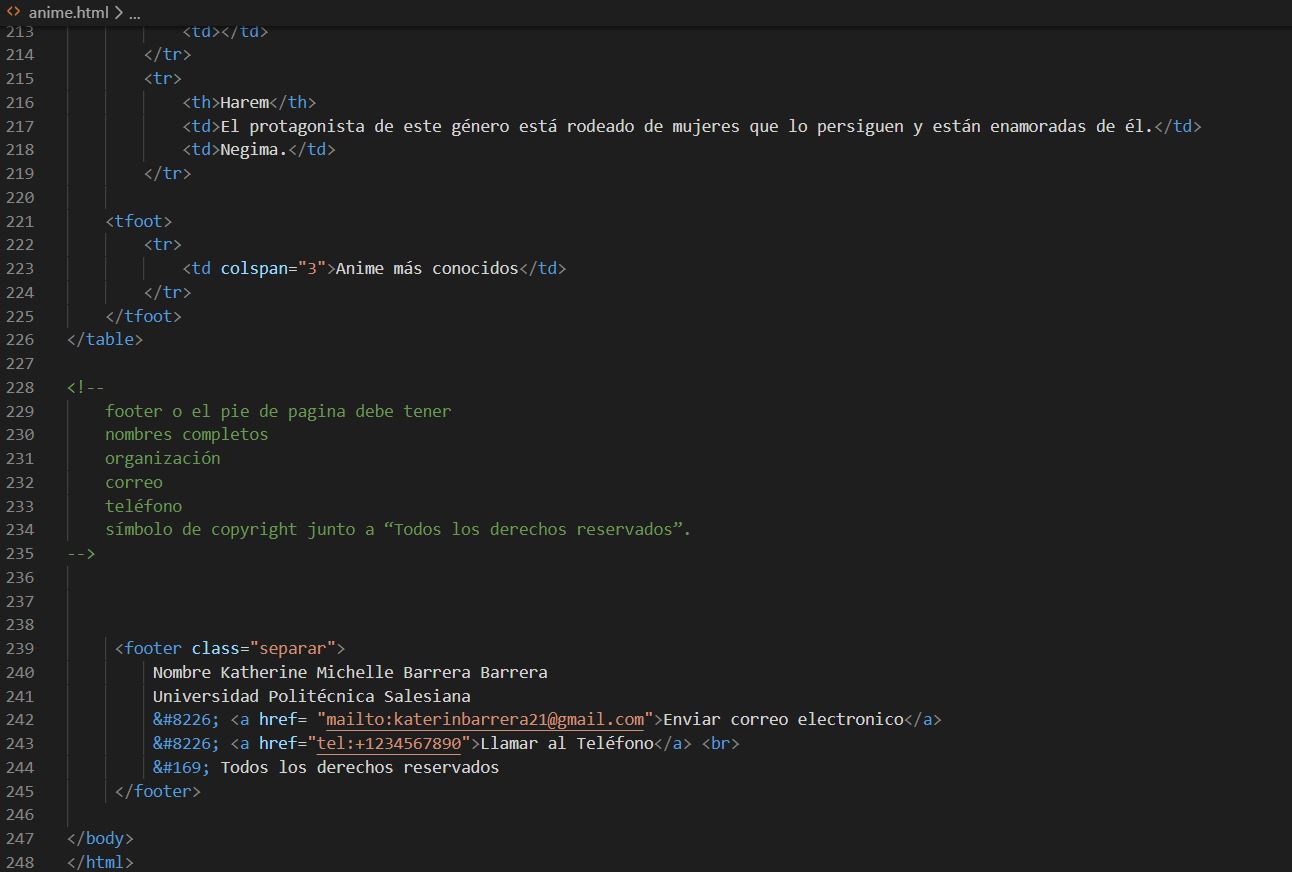 <> anime.html > ...
213 <td></td>
214 </tr>
215 <tr>
216 <th>Harem</th>
217 <td>El protagonista de este género está rodeado de mujeres que lo persiguen y están enamoradas de él.</td>
218 <td>Negima.</td>
219 </tr>
220
221 <tfoot>
222 <tr>
223 <td colspan="3">Anime más conocidos</td>
224 </tr>
225 </tfoot>
226 </table>
227
228 <!--
229 footer o el pie de pagina debe tener
230 nombres completos
231 organización
232 correo
233 teléfono
234 símbolo de copyright junto a “Todos los derechos reservados”.
235 -->
236
237
238
239 <footer class="separar">
240 Nombre Katherine Michelle Barrera Barrera
241 Universidad Politécnica Salesiana
242 &#8226; <a href= "mailto:katerinbarrera21@gmail.com">Enviar correo electronico</a>
243 &#8226; <a href="tel:+1234567890">Llamar al Teléfono</a> <br>
244 &#169; Todos los derechos reservados
245 </footer>
246
247 </body>
248 </html>